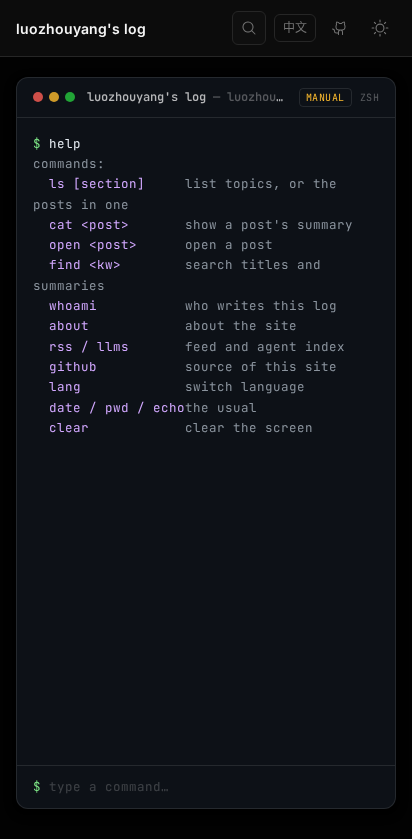 luozhouyang's log
中文
luozhouyang's log — luozhou…
MANUAL
ZSH
$ help
commands:
ls [section] list topics, or the
posts in one
cat <post> show a post's summary
open <post> open a post
find <kw> search titles and
summaries
whoami who writes this log
about about the site
rss / llms feed and agent index
github source of this site
lang switch language
date / pwd / echothe usual
clear clear the screen
$ type a command…